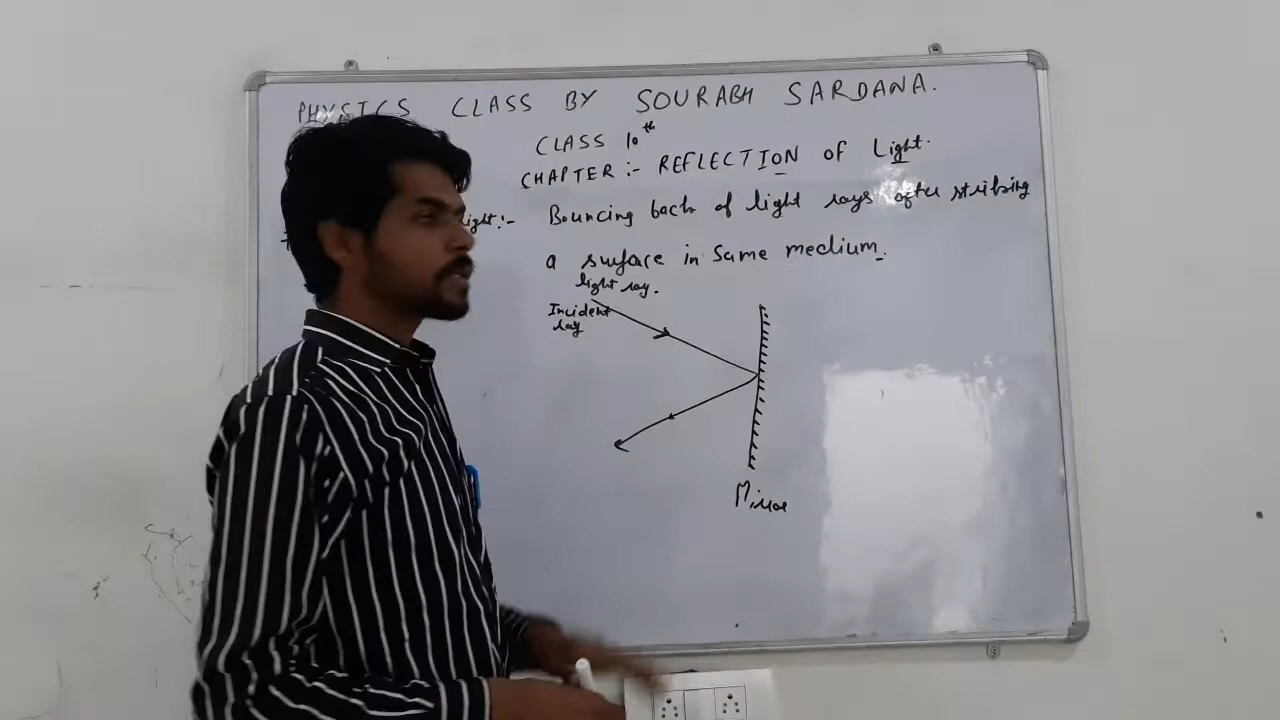 PHYSICS CLASS BY SOURABH SARDANA.
CLASS 10th
CHAPTER :- REFLECTION of Light.
ight:- Bouncing back of light rays after striking
a surface in Same medium.
light ray.
Incident
ray
Mirror